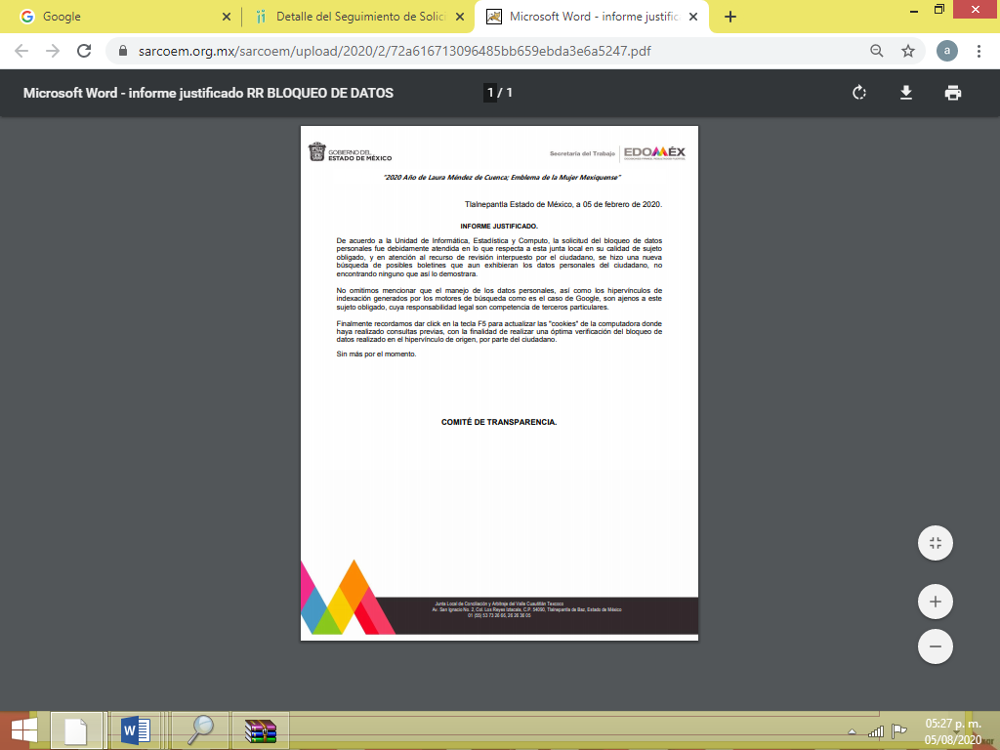 Google
Detalle del Seguimiento de Solici
Microsoft Word - informe justific
sarcoem.org.mx/sarcoem/upload/2020/2/72a616713096485bb659ebda3e6a5247.pdf
a
Microsoft Word - informe justificado RR BLOQUEO DE DATOS
1 / 1
GOBIERNO DEL
ESTADO DE MÉXICO
Secretaría del Trabajo
EDOMÉX
"2020 Año de Laura Méndez de Cuenca; Emblema de la Mujer Mexiquense"
Tlalnepantla Estado de México, a 05 de febrero de 2020.
INFORME JUSTIFICADO.
De acuerdo a la Unidad de Informática, Estadística y Computo, la solicitud del bloqueo de datos
personales fue debidamente atendida en lo que respecta a esta junta local en su calidad de sujeto
obligado, y en atención al recurso de revisión interpuesto por el ciudadano, se hizo una nueva
búsqueda de posibles boletines que aun exhibieran los datos personales del ciudadano, no
encontrando ninguno que así lo demostrara.
No omitimos mencionar que el manejo de los datos personales, así como los hipervínculos de
indexación generados por los motores de búsqueda como es el caso de Google, son ajenos a este
sujeto obligado, cuya responsabilidad legal son competencia de terceros particulares.
Finalmente recordamos dar click en la tecla F5 para actualizar las "cookies" de la computadora donde
haya realizado consultas previas, con la finalidad de realizar una óptima verificación del bloqueo de
datos realizado en el hipervínculo de origen, por parte del ciudadano.
Sin más por el momento.
COMITÉ DE TRANSPARENCIA.
Junta Local de Conciliación y Arbitraje del Valle Cuautitlán Texcoco
Av. San Ignacio No. 2, Col. Los Reyes Iztacala, C.P. 54090, Tlalnepantla de Baz, Estado de México
05:27 p. m.
05/08/2020